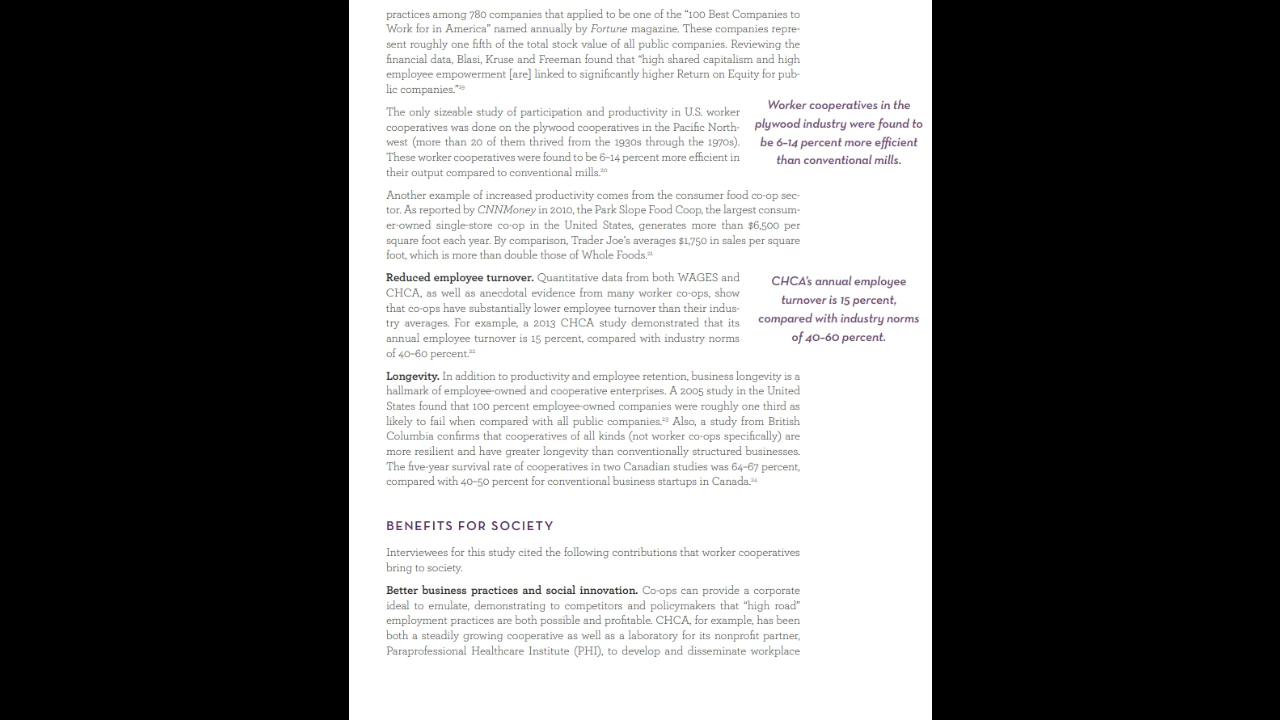 practices among 780 companies that applied to be one of the “100 Best Companies to
Work for in America” named annually by Fortune magazine. These companies repre-
sent roughly one fifth of the total stock value of all public companies. Reviewing the
financial data, Blasi, Kruse and Freeman found that “high shared capitalism and high
employee empowerment [are] linked to significantly higher Return on Equity for pub-
lic companies.”19
The only sizeable study of participation and productivity in U.S. worker
cooperatives was done on the plywood cooperatives in the Pacific North-
west (more than 20 of them thrived from the 1930s through the 1970s).
These worker cooperatives were found to be 6–14 percent more efficient in
their output compared to conventional mills.20
Worker cooperatives in the
plywood industry were found to
be 6–14 percent more efficient
than conventional mills.
Another example of increased productivity comes from the consumer food co-op sec-
tor. As reported by CNNMoney in 2010, the Park Slope Food Coop, the largest consum-
er-owned single-store co-op in the United States, generates more than $6,500 per
square foot each year. By comparison, Trader Joe’s averages $1,750 in sales per square
foot, which is more than double those of Whole Foods.21
Reduced employee turnover. Quantitative data from both WAGES and
CHCA, as well as anecdotal evidence from many worker co-ops, show
that co-ops have substantially lower employee turnover than their indus-
try averages. For example, a 2013 CHCA study demonstrated that its
annual employee turnover is 15 percent, compared with industry norms
of 40–60 percent.22
CHCA’s annual employee
turnover is 15 percent,
compared with industry norms
of 40–60 percent.
Longevity. In addition to productivity and employee retention, business longevity is a
hallmark of employee-owned and cooperative enterprises. A 2005 study in the United
States found that 100 percent employee-owned companies were roughly one third as
likely to fail when compared with all public companies.23 Also, a study from British
Columbia confirms that cooperatives of all kinds (not worker co-ops specifically) are
more resilient and have greater longevity than conventionally structured businesses.
The five-year survival rate of cooperatives in two Canadian studies was 64–67 percent,
compared with 40–50 percent for conventional business startups in Canada.24
BENEFITS FOR SOCIETY
Interviewees for this study cited the following contributions that worker cooperatives
bring to society.
Better business practices and social innovation. Co-ops can provide a corporate
ideal to emulate, demonstrating to competitors and policymakers that “high road”
employment practices are both possible and profitable. CHCA, for example, has been
both a steadily growing cooperative as well as a laboratory for its nonprofit partner,
Paraprofessional Healthcare Institute (PHI), to develop and disseminate workplace